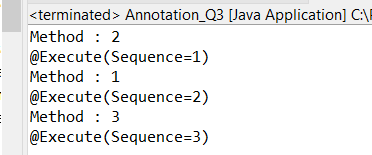 <terminated> Annotation_Q3 [Java Application] C:\
Method : 2
@Execute(Sequence=1)
Method : 1
@Execute(Sequence=2)
Method : 3
@Execute(Sequence=3)